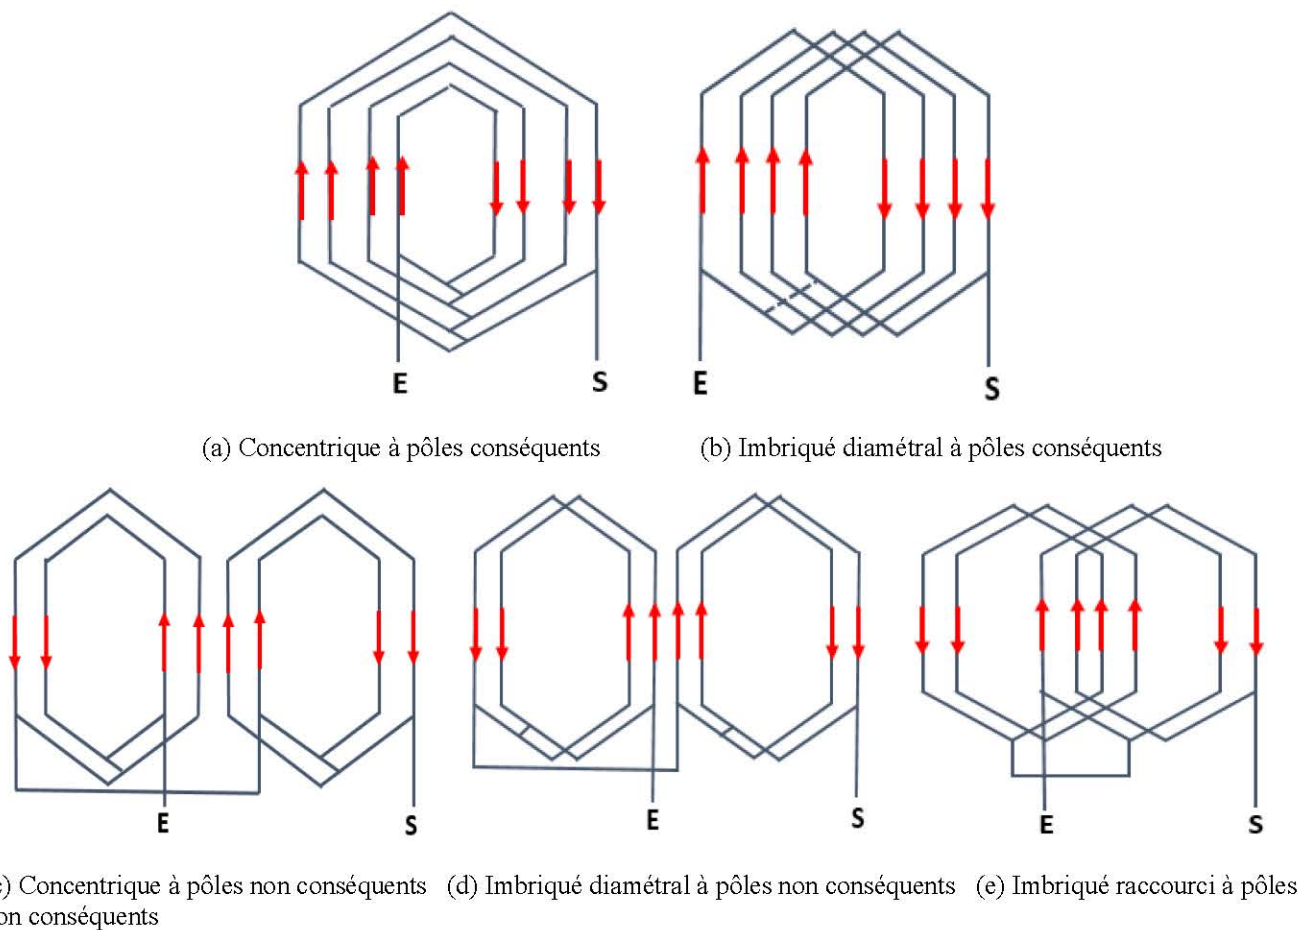 E S E S
(a) Concentrique à pôles conséquents (b) Imbriqué diamétral à pôles conséquents
E S E S E S
) Concentrique à pôles non conséquents (d) Imbriqué diamétral à pôles non conséquents (e) Imbriqué raccourci à pôles
on conséquents